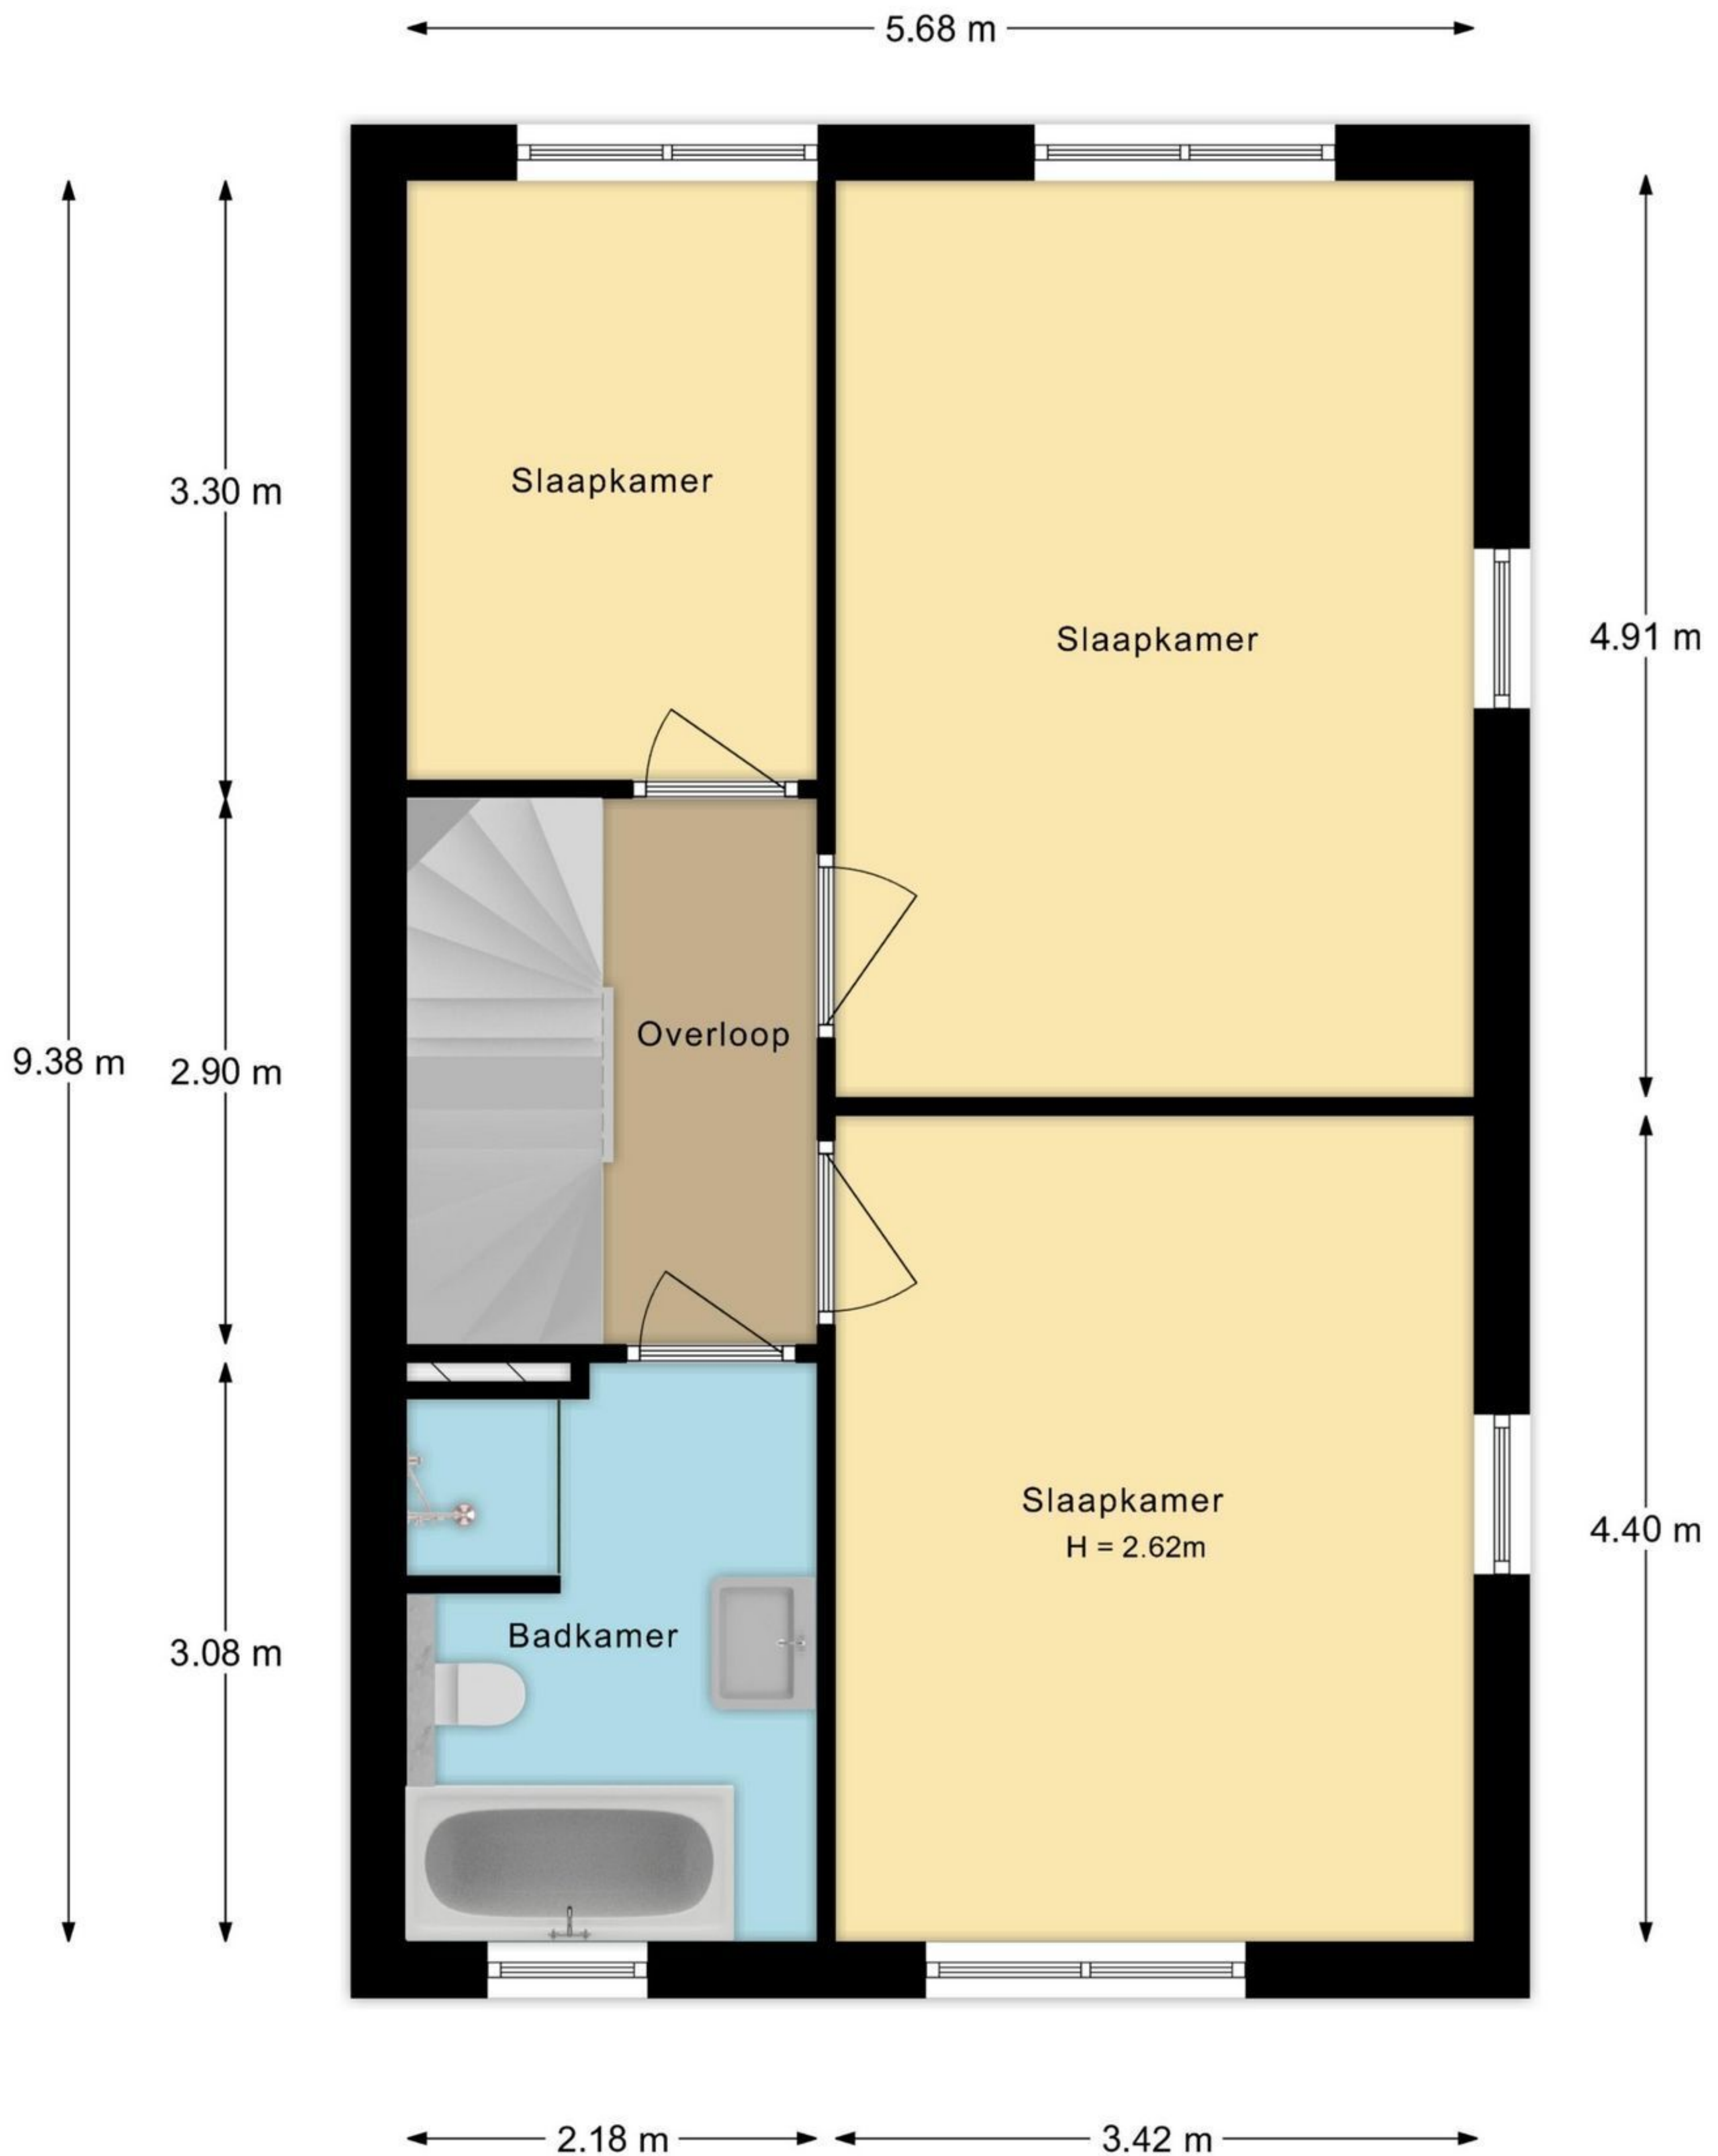 5.68 m
Slaapkamer
3.30 m
Slaapkamer
4.91 m
Overloop
9.38 m
2.90 m
Slaapkamer
H = 2.62m
4.40 m
Badkamer
3.08 m
2.18 m
3.42 m